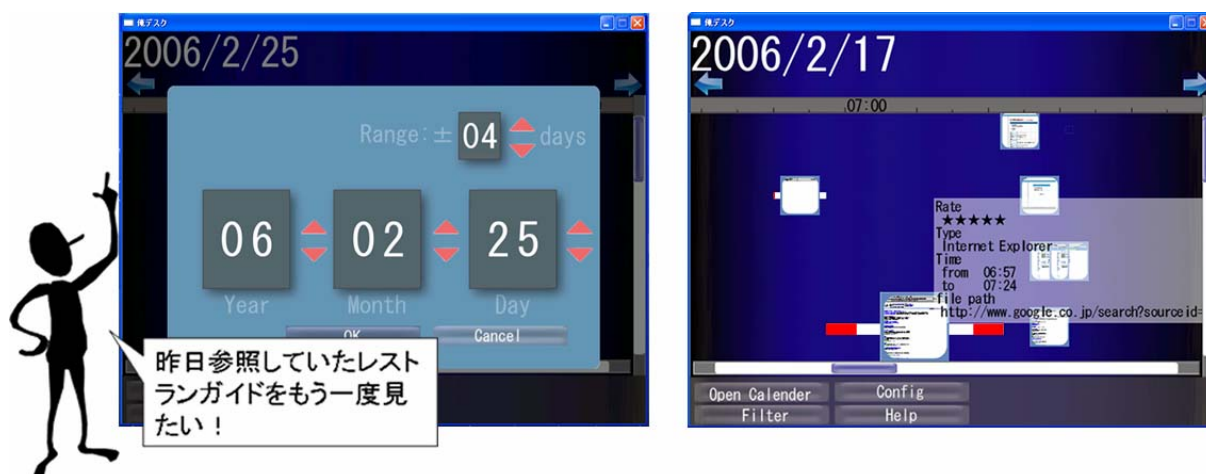 俺デスク
2006/2/25
Range:± 04 days
06 02 25
Year Month Day
OK Cancel
昨日参照していたレスト
ランガイドをもう一度見
たい！
俺デスク
2006/2/17
07:00
Rate
★★★★★
Type
Internet Explorer
Time
from 06:57
to 07:24
file path
http://www.google.co.jp/search?sourceid=
Open Calender Config
Filter Help